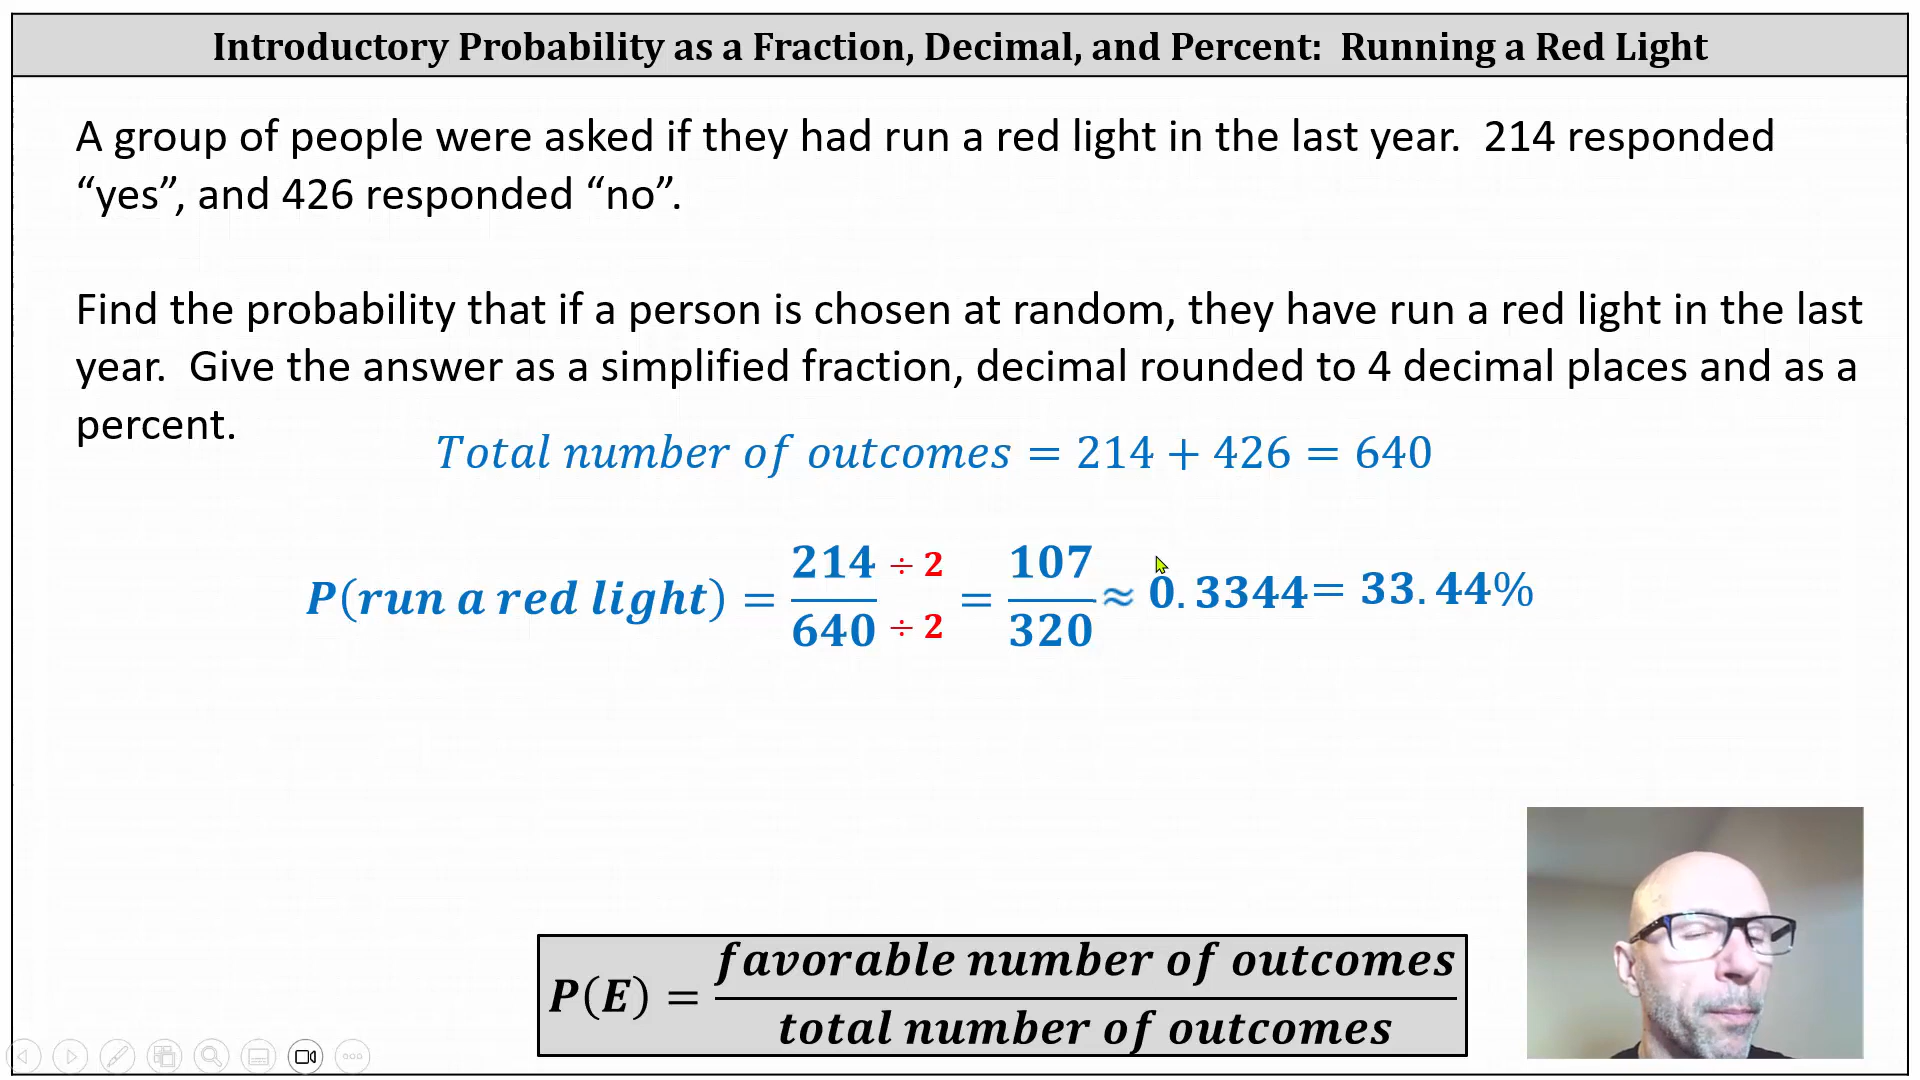 Introductory Probability as a Fraction, Decimal, and Percent:  Running a Red Light
A group of people were asked if they had run a red light in the last year.  214 responded
“yes”, and 426 responded “no”.
Find the probability that if a person is chosen at random, they have run a red light in the last
year.  Give the answer as a simplified fraction, decimal rounded to 4 decimal places and as a
percent.
Total number of outcomes = 214 + 426 = 640
P(run a red light) = 214 ÷ 2 / 640 ÷ 2 = 107/320 ≈ 0.3344 = 33.44%
P(E) = favorable number of outcomes / total number of outcomes